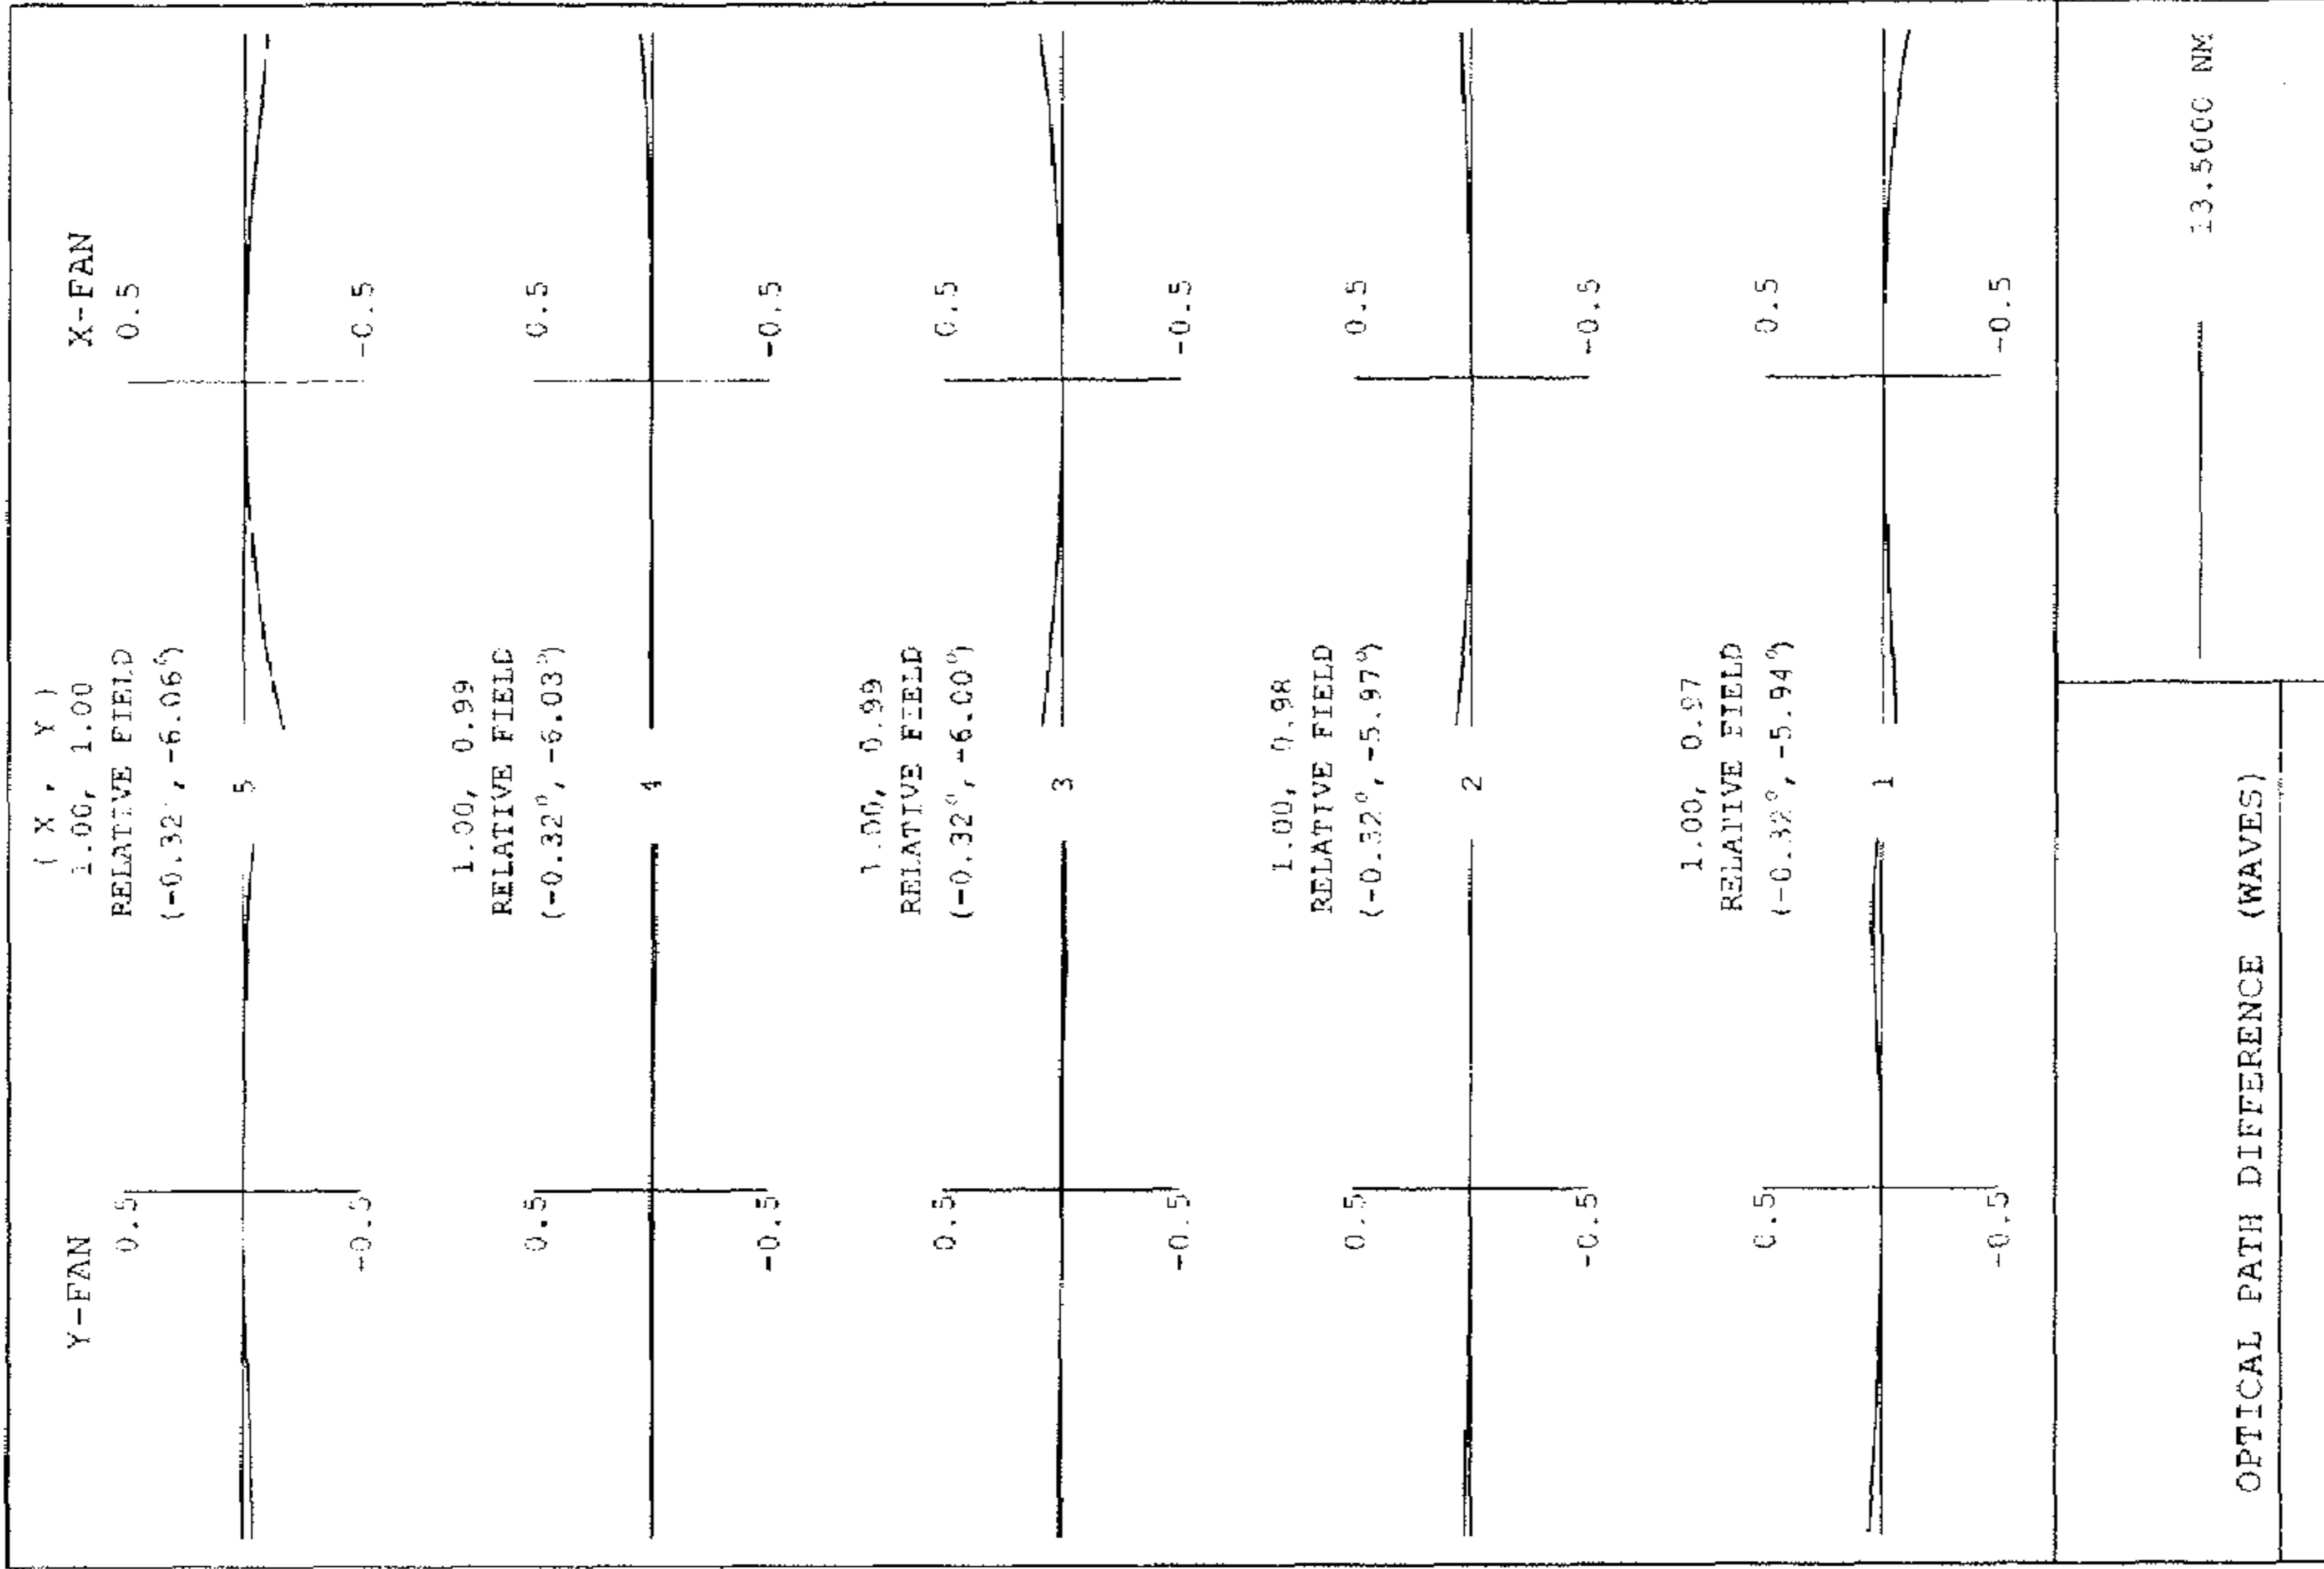 ( X , Y )
Y-FAN 1.00, 1.00 X-FAN
0.5 RELATIVE FIELD 0.5
(-0.32°, -6.06°)
5
-0.5 -0.5
1.00, 0.99
0.5 RELATIVE FIELD 0.5
(-0.32°, -6.03°)
4
-0.5 -0.5
1.00, 0.99
0.5 RELATIVE FIELD 0.5
(-0.32°, -6.00°)
3
-0.5 -0.5
1.00, 0.98
0.5 RELATIVE FIELD 0.5
(-0.32°, -5.97°)
2
-0.5 -0.5
1.00, 0.97
0.5 RELATIVE FIELD 0.5
(-0.32°, -5.94°)
1
-0.5 -0.5
13.5000 NM
OPTICAL PATH DIFFERENCE (WAVES)